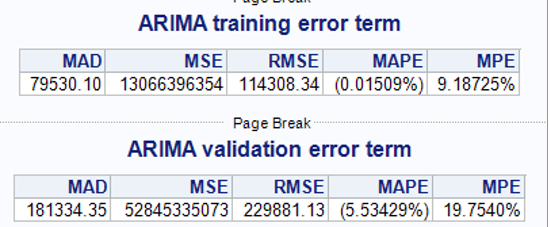 Page Break
ARIMA training error term
MAD MSE RMSE MAPE MPE
79530.10 13066396354 114308.34 (0.01509%) 9.18725%
Page Break
ARIMA validation error term
MAD MSE RMSE MAPE MPE
181334.35 52845335073 229881.13 (5.53429%) 19.7540%